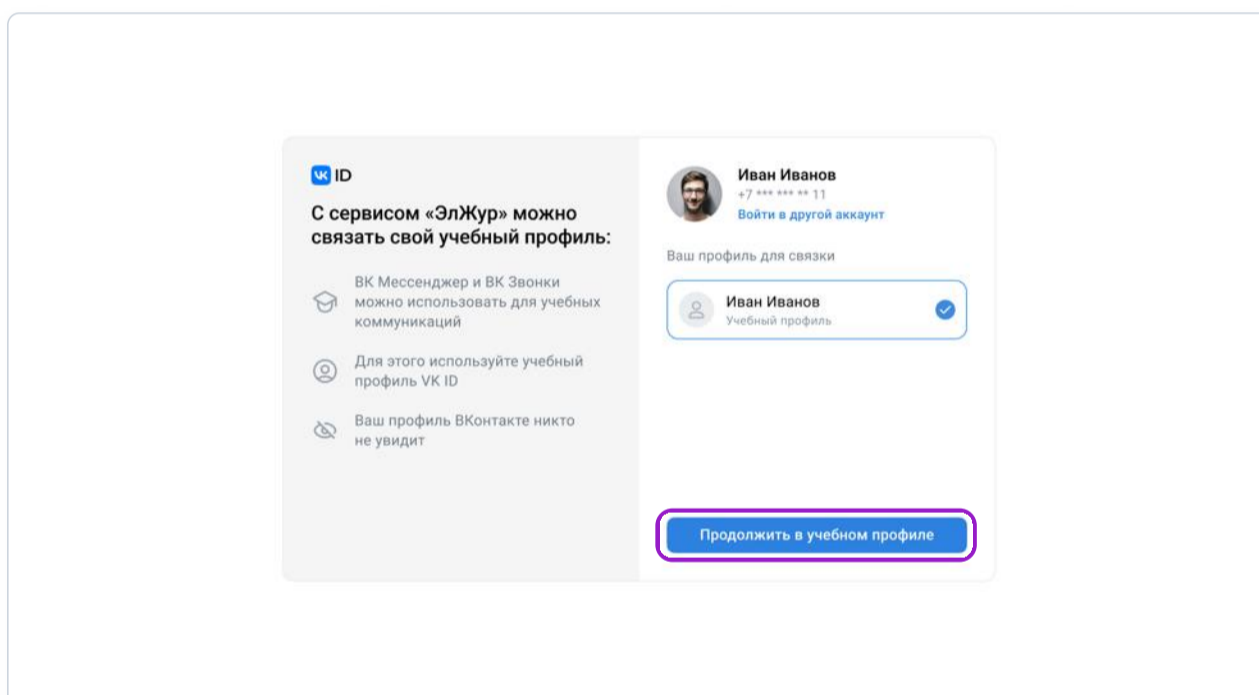 VK ID
С сервисом «ЭлЖур» можно
связать свой учебный профиль:
ВК Мессенджер и ВК Звонки
можно использовать для учебных
коммуникаций
Для этого используйте учебный
профиль VK ID
Ваш профиль ВКонтакте никто
не увидит
Иван Иванов
+7 *** *** ** 11
Войти в другой аккаунт
Ваш профиль для связки
Иван Иванов
Учебный профиль
Продолжить в учебном профиле